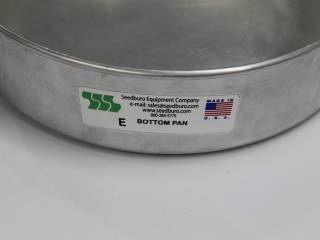 Seedburo Equipment Company
e-mail: sales@seedburo.com
www.seedburo.com
800-284-5779
MADE IN
U.S.A.
E BOTTOM PAN